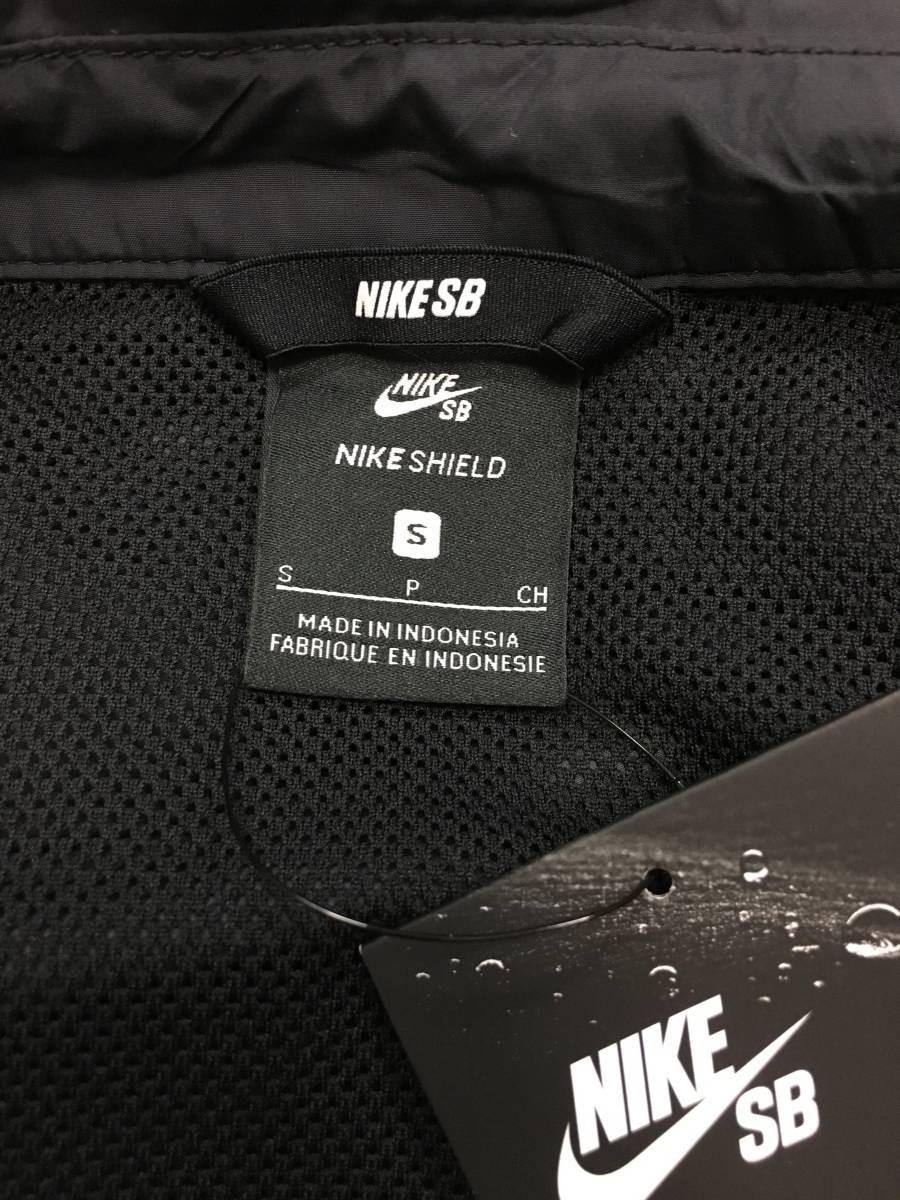 NIKE SB
NIKE
SB
NIKE SHIELD
S
S P CH
MADE IN INDONESIA
FABRIQUE EN INDONESIE
NIKE
SB